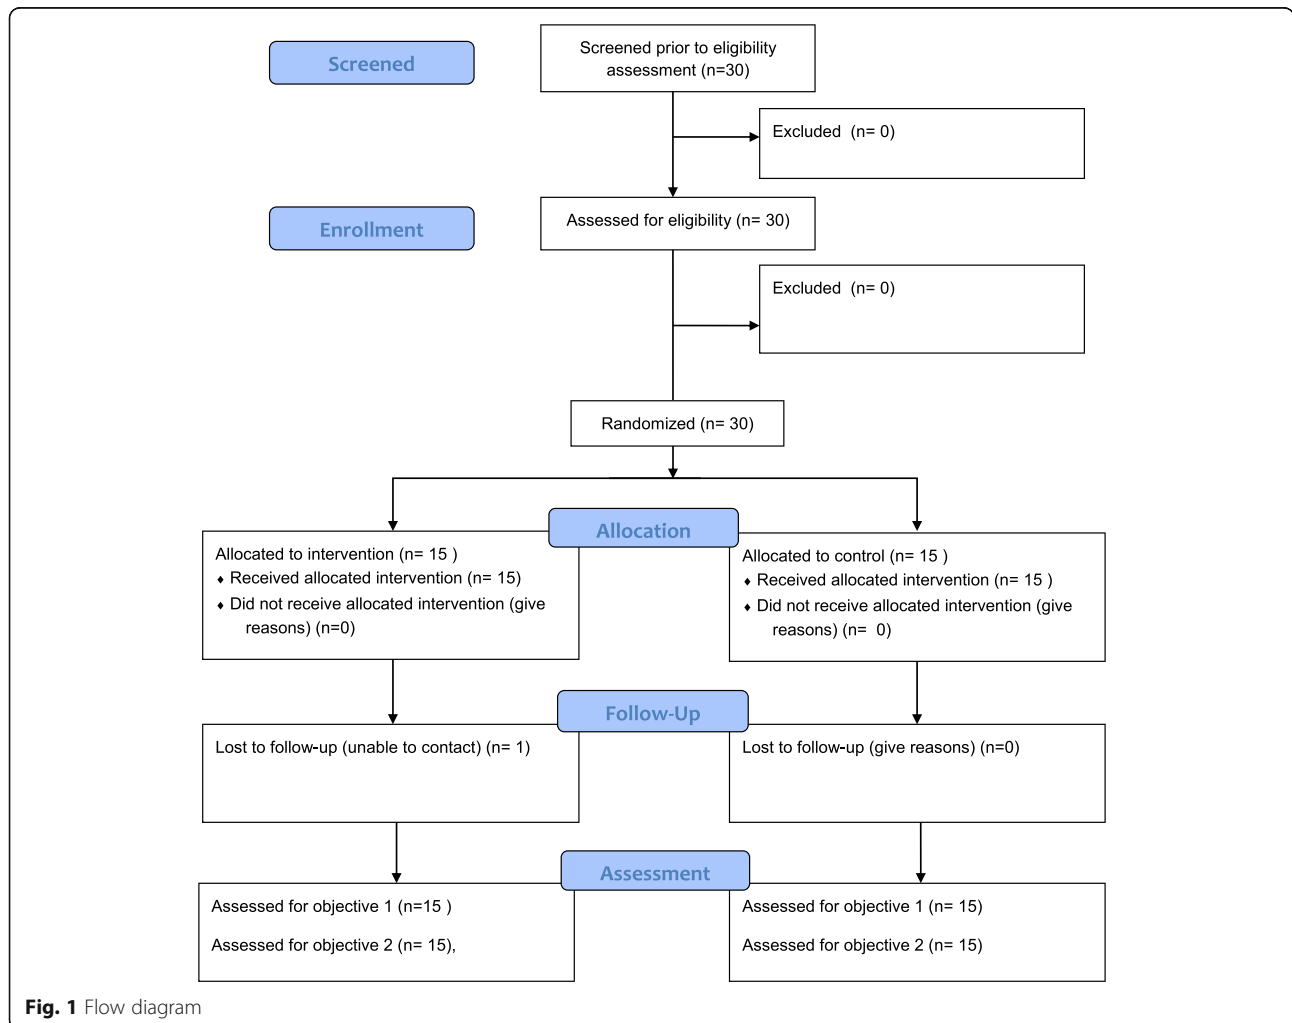 Screened
Screened prior to eligibility
assessment (n=30)
Excluded (n= 0)
Enrollment
Assessed for eligibility (n= 30)
Excluded (n= 0)
Randomized (n= 30)
Allocation
Allocated to intervention (n= 15 )
♦ Received allocated intervention (n= 15)
♦ Did not receive allocated intervention (give
reasons) (n=0)
Allocated to control (n= 15 )
♦ Received allocated intervention (n= 15 )
♦ Did not receive allocated intervention (give
reasons) (n= 0)
Follow-Up
Lost to follow-up (unable to contact) (n= 1)
Lost to follow-up (give reasons) (n=0)
Assessment
Assessed for objective 1 (n=15 )
Assessed for objective 2 (n= 15),
Assessed for objective 1 (n= 15)
Assessed for objective 2 (n= 15)
Fig. 1 Flow diagram